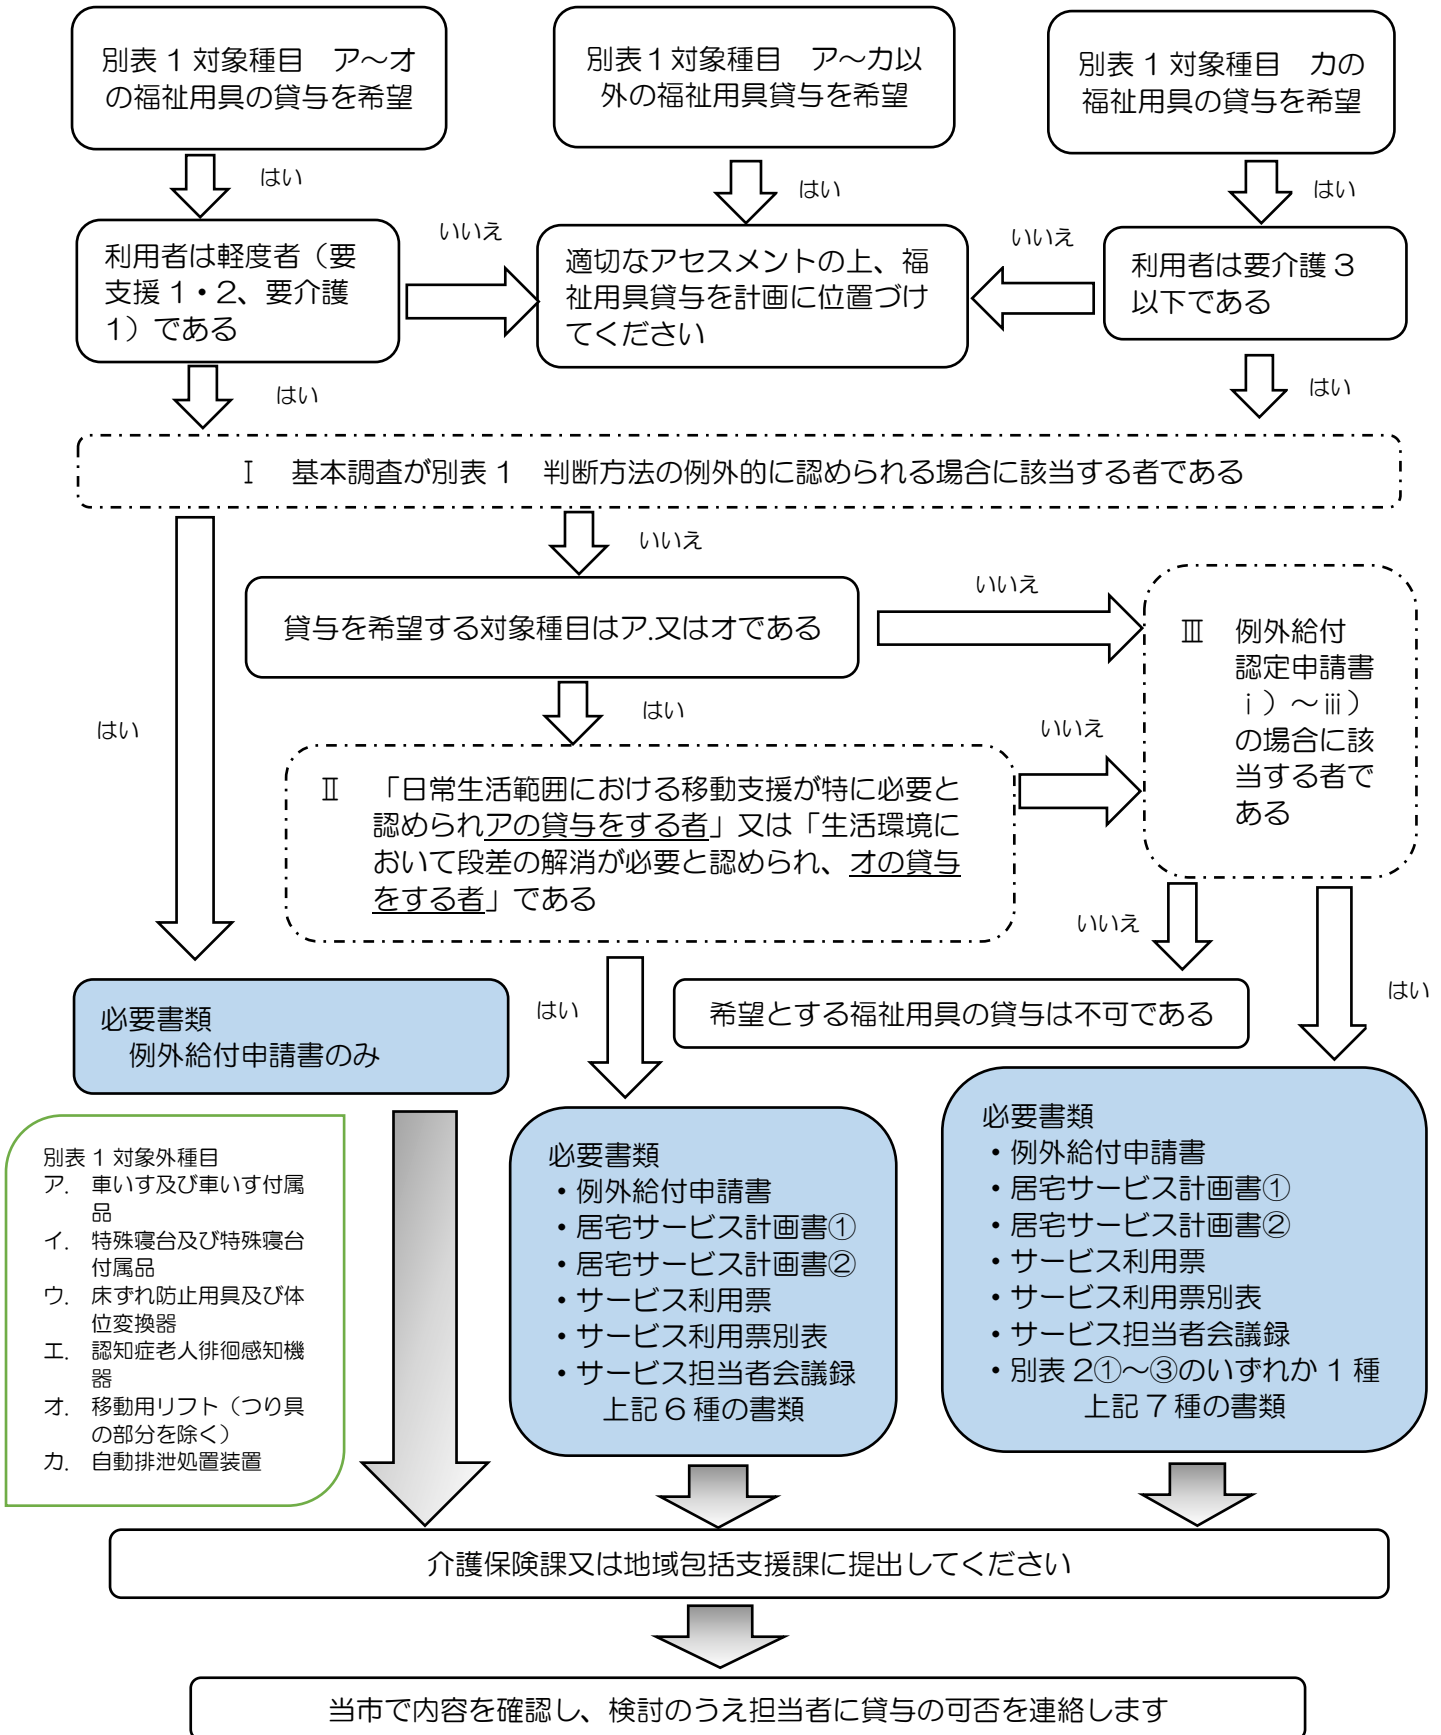 別表 1 対象種目　ア～オ
の福祉用具の貸与を希望
別表 1 対象種目　ア～カ以
外の福祉用具貸与を希望
別表 1 対象種目　カの
福祉用具の貸与を希望
はい
はい
はい
利用者は軽度者（要
支援 1・2、要介護
1）である
いいえ
適切なアセスメントの上、福
祉用具貸与を計画に位置づけ
てください
いいえ
利用者は要介護 3
以下である
はい
はい
Ⅰ　基本調査が別表 1　判断方法の例外的に認められる場合に該当する者である
いいえ
貸与を希望する対象種目はア.又はオである
いいえ
Ⅲ　例外給付
認定申請書
ⅰ）～ⅲ）
の場合に該
当する者で
ある
はい
はい
Ⅱ　「日常生活範囲における移動支援が特に必要と
認められアの貸与をする者」又は「生活環境に
おいて段差の解消が必要と認められ、オの貸与
をする者」である
いいえ
いいえ
はい
はい
希望とする福祉用具の貸与は不可である
必要書類
例外給付申請書のみ
別表 1 対象外種目
ア.　車いす及び車いす付属
品
イ.　特殊寝台及び特殊寝台
付属品
ウ.　床ずれ防止用具及び体
位変換器
エ.　認知症老人徘徊感知機
器
オ.　移動用リフト（つり具
の部分を除く）
カ.　自動排泄処置装置
必要書類
・例外給付申請書
・居宅サービス計画書①
・居宅サービス計画書②
・サービス利用票
・サービス利用票別表
・サービス担当者会議録
上記 6 種の書類
必要書類
・例外給付申請書
・居宅サービス計画書①
・居宅サービス計画書②
・サービス利用票
・サービス利用票別表
・サービス担当者会議録
・別表 2①～③のいずれか 1 種
上記 7 種の書類
介護保険課又は地域包括支援課に提出してください
当市で内容を確認し、検討のうえ担当者に貸与の可否を連絡します